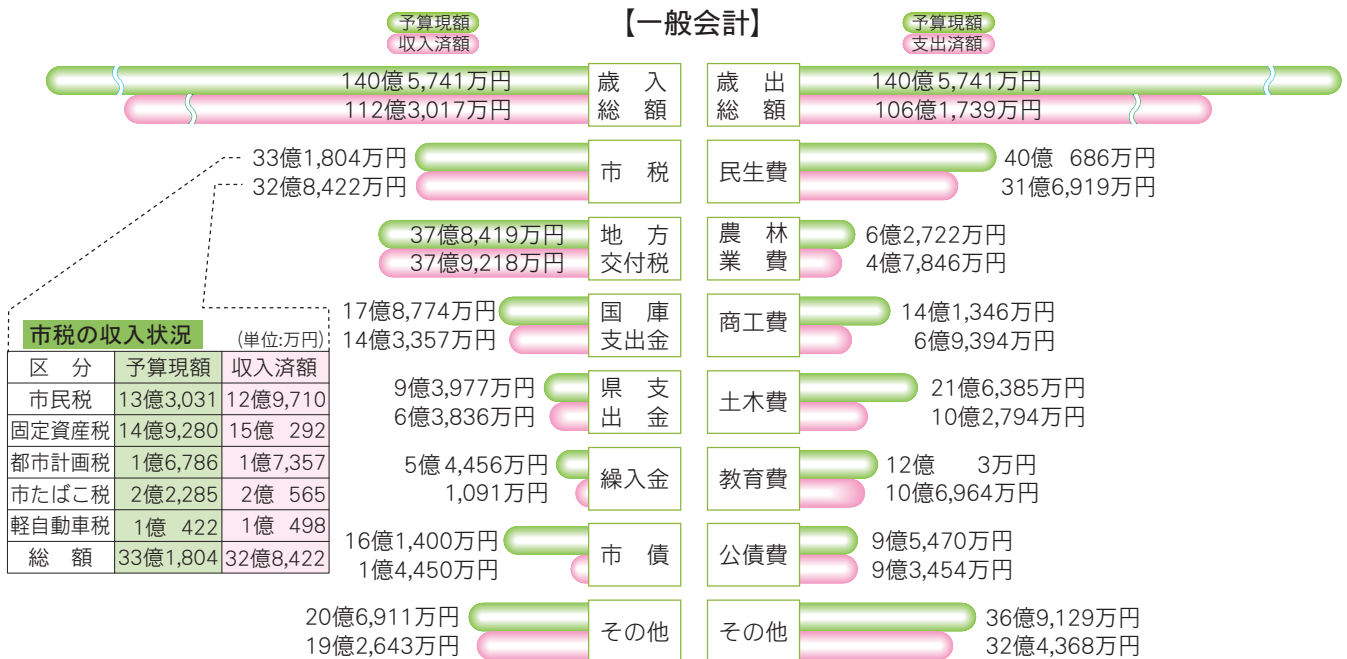 【一般会計】
予算現額
収入済額
予算現額
支出済額
140億5,741万円
112億3,017万円
歳入
総額
歳出
総額
140億5,741万円
106億1,739万円
33億1,804万円
32億8,422万円
市税
民生費
40億 686万円
31億6,919万円
37億8,419万円
37億9,218万円
地方
交付税
農林
業費
6億2,722万円
4億7,846万円
17億8,774万円
14億3,357万円
国庫
支出金
商工費
14億1,346万円
6億9,394万円
9億3,977万円
6億3,836万円
県支
出金
土木費
21億6,385万円
10億2,794万円
5億4,456万円
1,091万円
繰入金
教育費
12億 3万円
10億6,964万円
16億1,400万円
1億4,450万円
市債
公債費
9億5,470万円
9億3,454万円
20億6,911万円
19億2,643万円
その他
その他
36億9,129万円
32億4,368万円
市税の収入状況 (単位:万円)
区分 予算現額 収入済額
市民税 13億3,031 12億9,710
固定資産税 14億9,280 15億 292
都市計画税 1億6,786 1億7,357
市たばこ税 2億2,285 2億 565
軽自動車税 1億 422 1億 498
総額 33億1,804 32億8,422